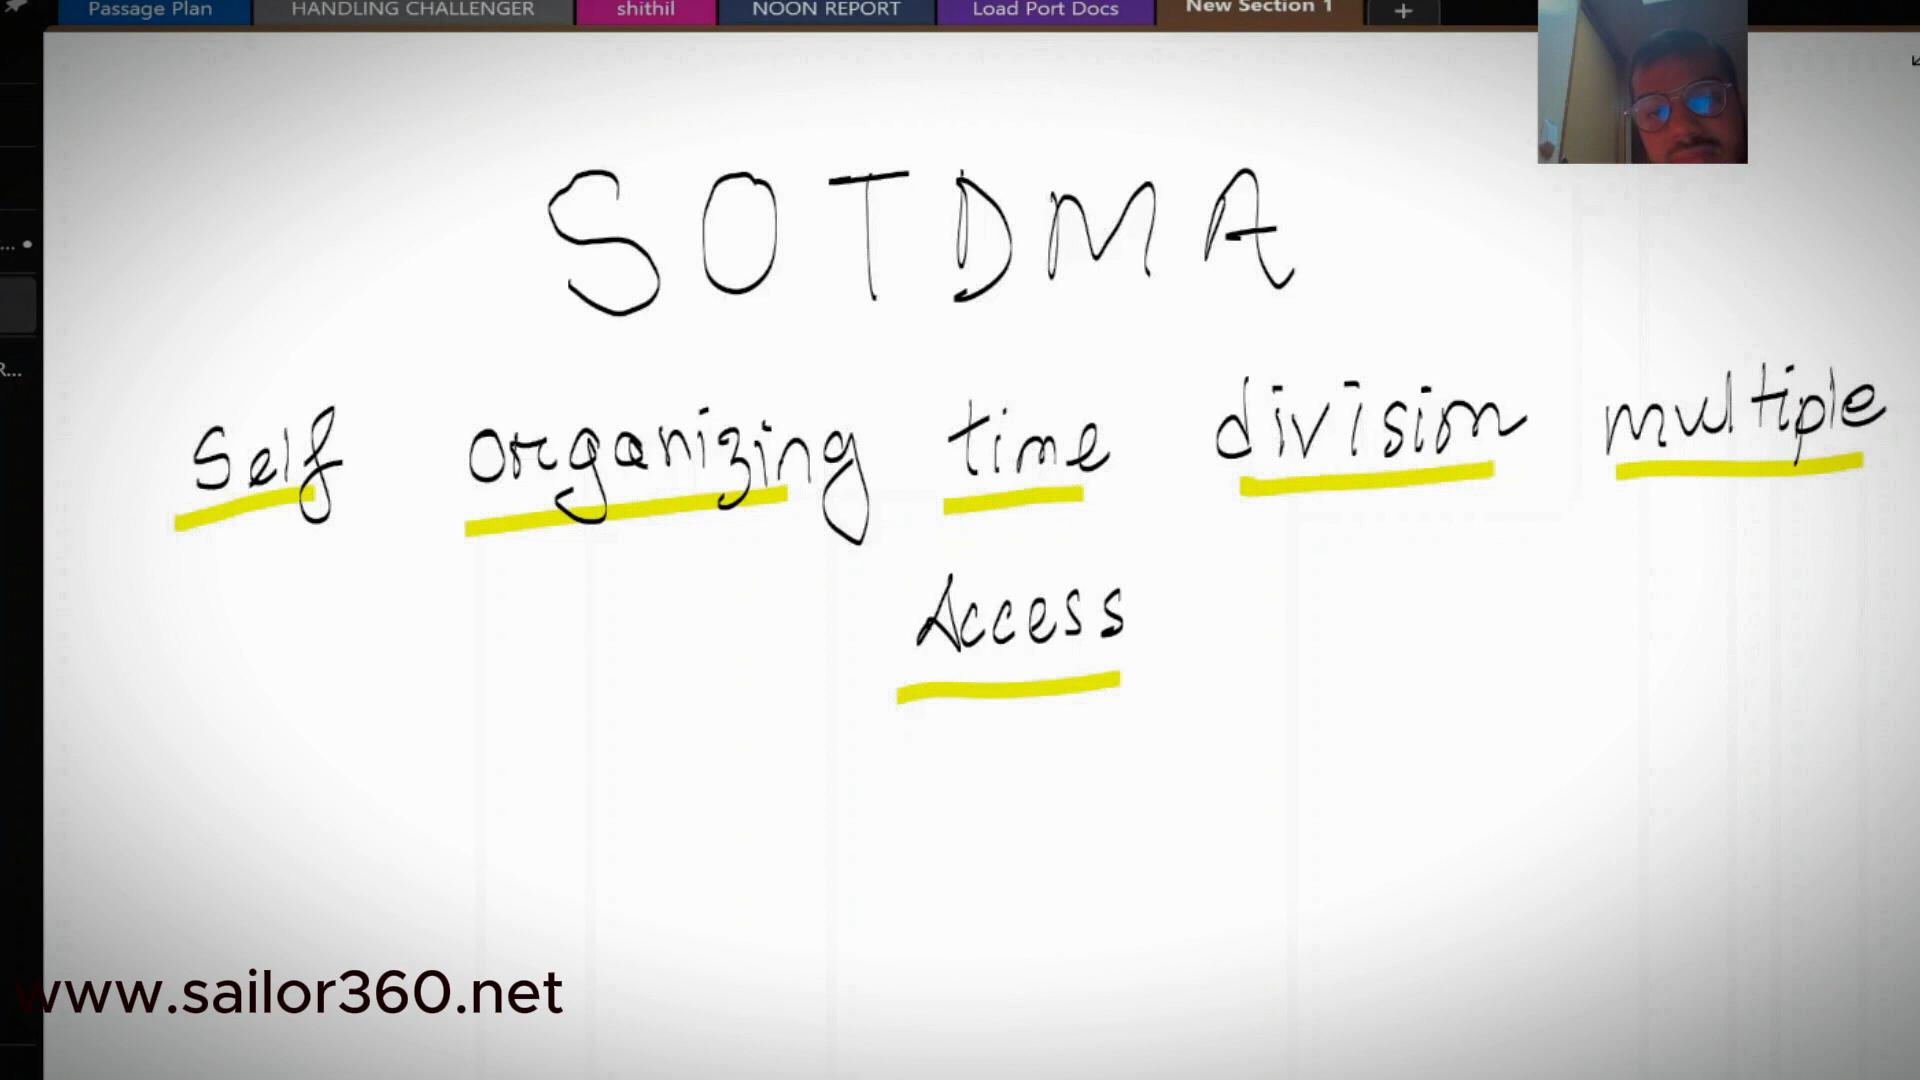 Passage Plan HANDLING CHALLENGER shithil NOON REPORT Load Port Docs New Section 1 +
...
R...
SOTDMA
Self organizing time division multiple
Access
www.sailor360.net